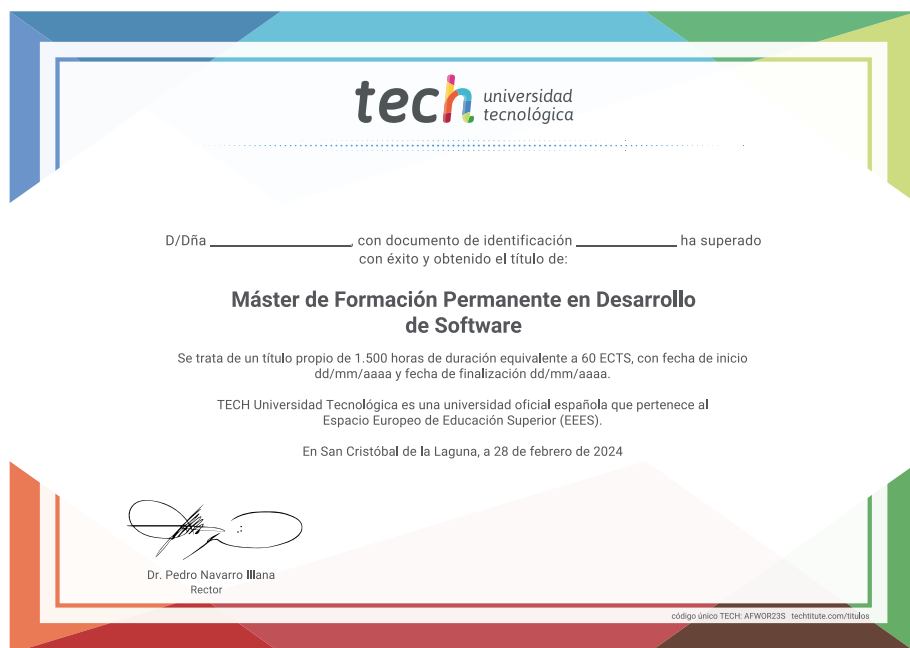 tech universidad
tecnológica
D/Dña ______________, con documento de identificación __________ ha superado
con éxito y obtenido el título de:
Máster de Formación Permanente en Desarrollo
de Software
Se trata de un título propio de 1.500 horas de duración equivalente a 60 ECTS, con fecha de inicio
dd/mm/aaaa y fecha de finalización dd/mm/aaaa.
TECH Universidad Tecnológica es una universidad oficial española que pertenece al
Espacio Europeo de Educación Superior (EEES).
En San Cristóbal de la Laguna, a 28 de febrero de 2024
Dr. Pedro Navarro Illana
Rector
código único TECH: AFWOR23S techtitute.com/titulos